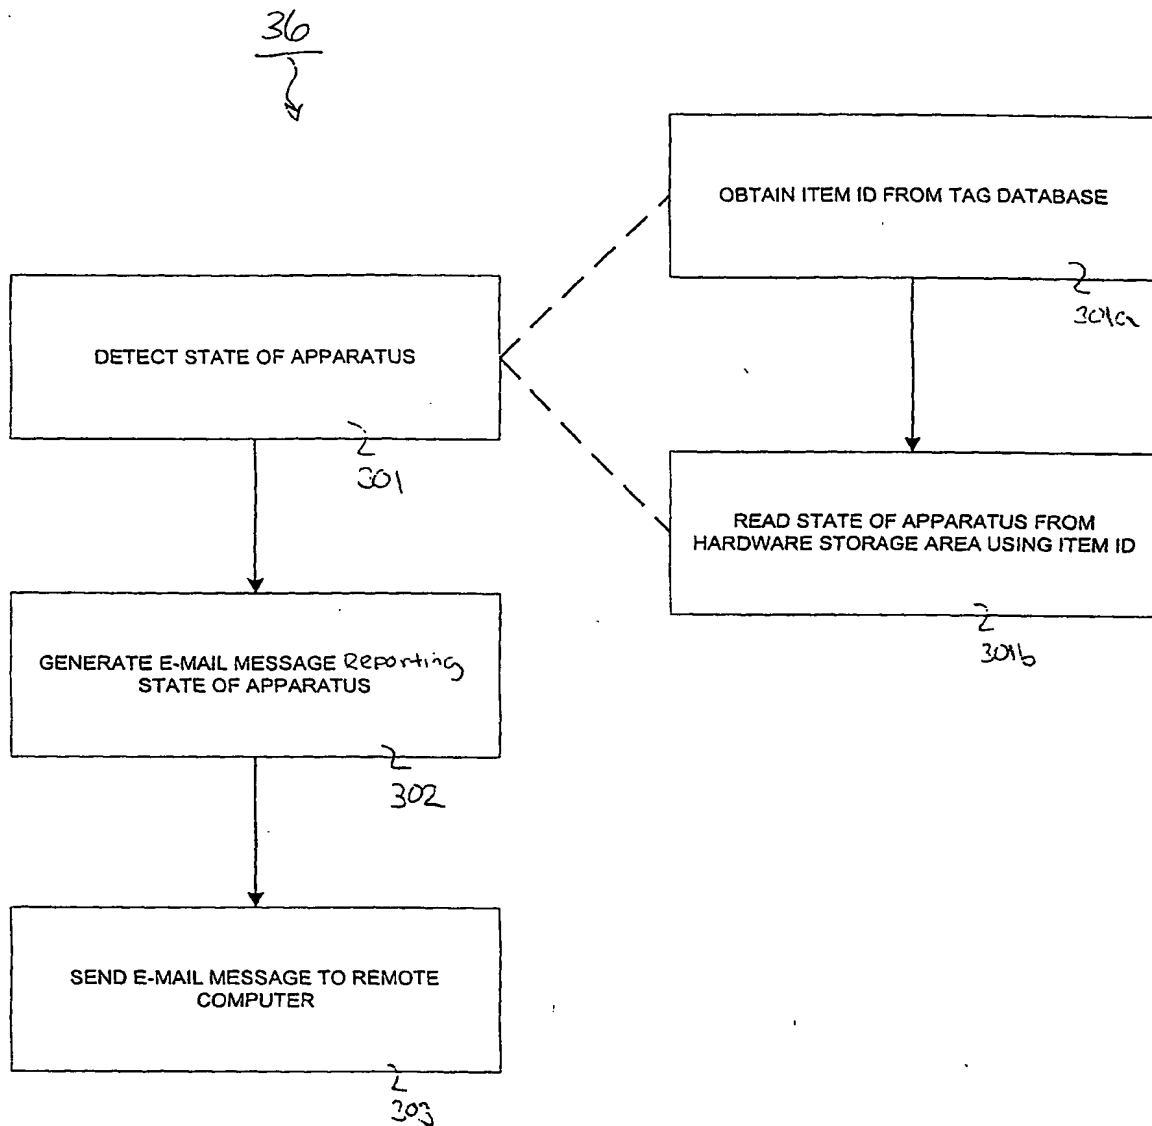 36
OBTAIN ITEM ID FROM TAG DATABASE
301a
DETECT STATE OF APPARATUS
301
READ STATE OF APPARATUS FROM
HARDWARE STORAGE AREA USING ITEM ID
301b
GENERATE E-MAIL MESSAGE Reporting
STATE OF APPARATUS
302
SEND E-MAIL MESSAGE TO REMOTE
COMPUTER
303